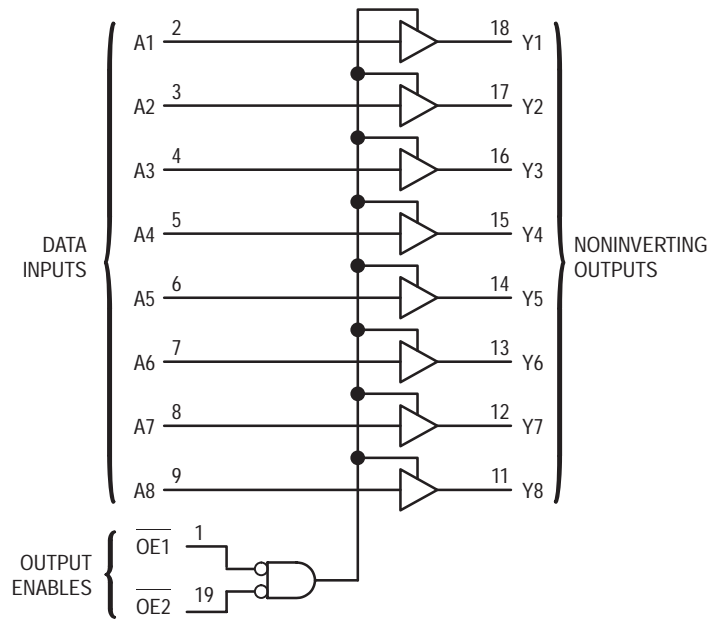 A1 2 18 Y1
A2 3 17 Y2
A3 4 16 Y3
A4 5 15 Y4
DATA
INPUTS
NONINVERTING
OUTPUTS
A5 6 14 Y5
A6 7 13 Y6
A7 8 12 Y7
A8 9 11 Y8
OUTPUT
ENABLES
O̅E̅1̅ 1
O̅E̅2̅ 19